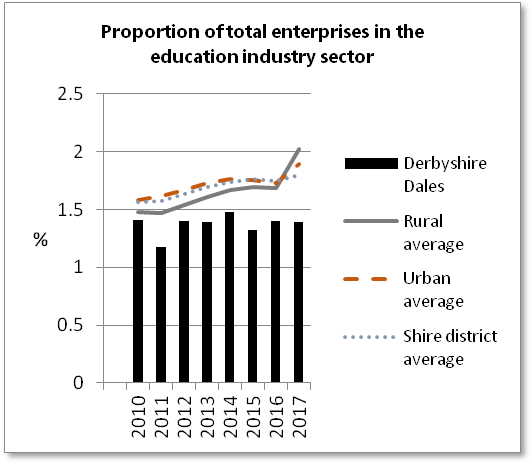 Proportion of total enterprises in the
education industry sector
2.5
2
1.5
1
0.5
0
%
2010
2011
2012
2013
2014
2015
2016
2017
Derbyshire
Dales
Rural
average
Urban
average
Shire district
average